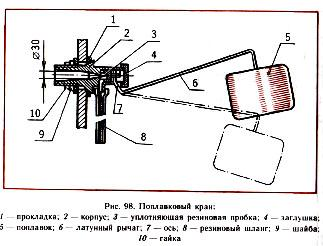 1
2
3
4
5
⌀30
6
10
9
7
8
Рис. 98. Поплавковый кран:
1 — прокладка; 2 — корпус; 3 — уплотняющая резиновая пробка; 4 — заглушка;
5 — поплавок; 6 — латунный рычаг; 7 — ось; 8 — резиновый шланг; 9 — шайба;
10 — гайка